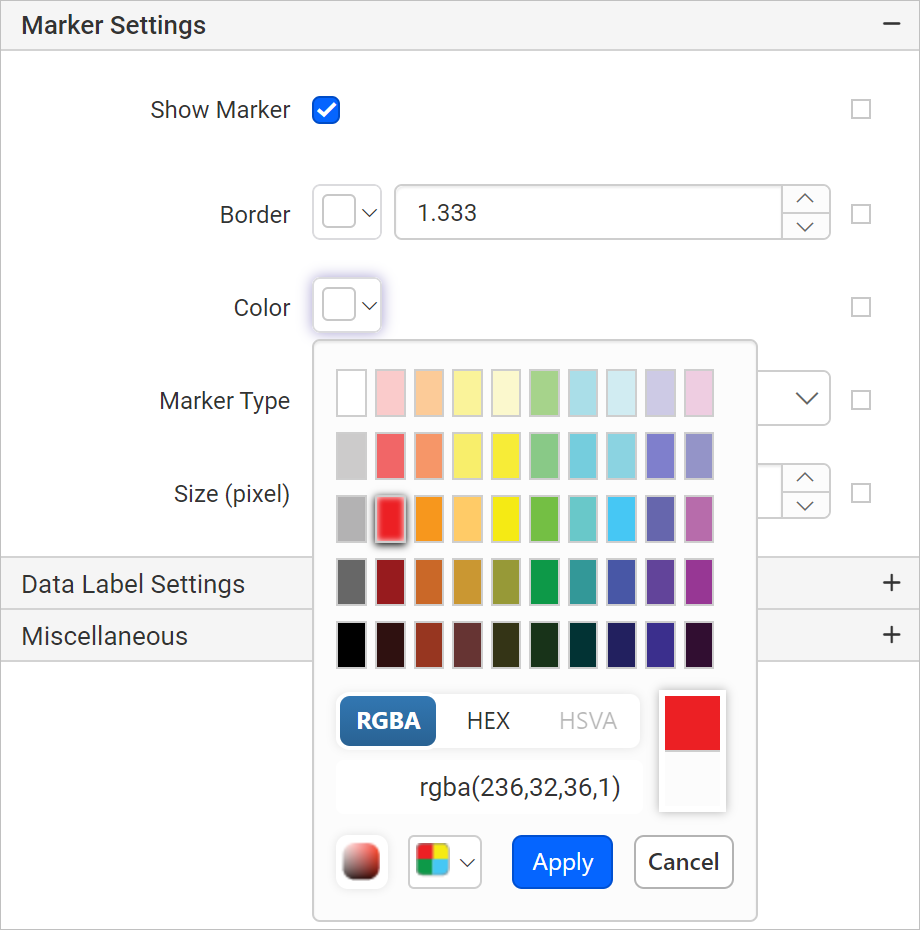 Marker Settings
Show Marker
Border 1.333
Color
Marker Type
Size (pixel)
Data Label Settings
Miscellaneous
RGBA HEX HSVA
rgba(236,32,36,1)
Apply Cancel